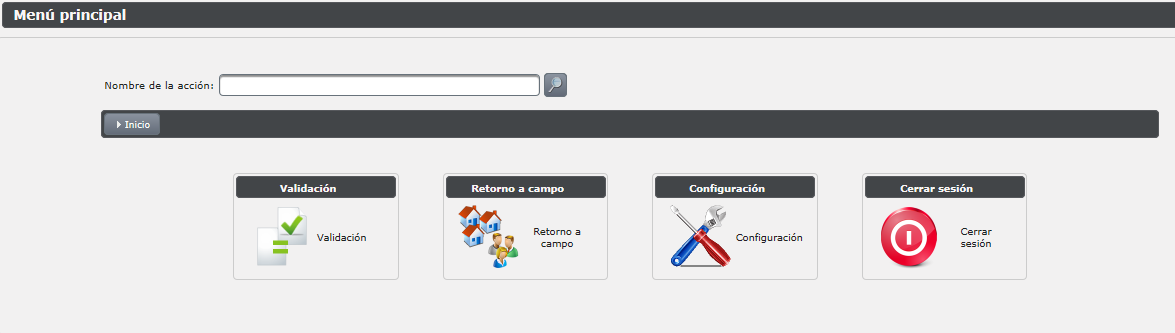 Menú principal
Nombre de la acción:
Inicio
Validación
Validación
Retorno a campo
Retorno a
campo
Configuración
Configuración
Cerrar sesión
Cerrar
sesión